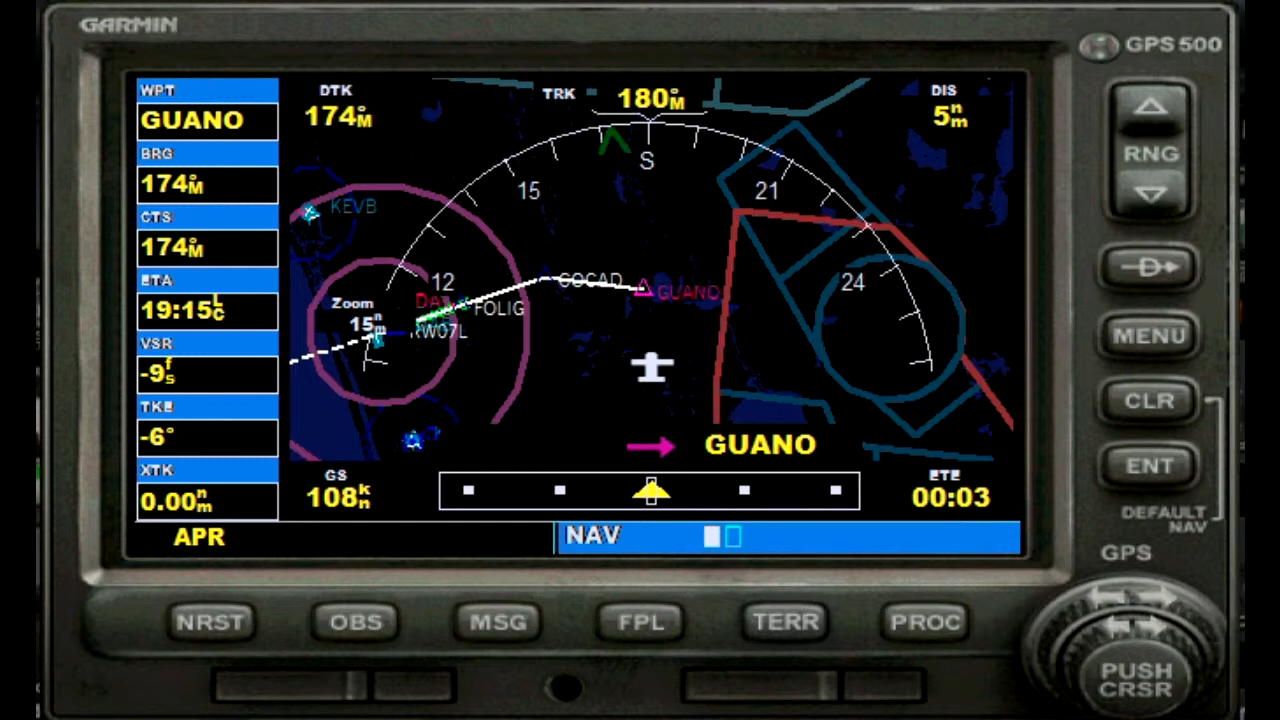 GARMIN
GPS 500
WPT
GUANO
BRG
174°M
CTS
174°M
ETA
19:15LC
VSR
-9fs
TKE
-6°
XTK
0.00nm
DTK
174°M
TRK
180°M
DIS
5nm
S
15
21
12
24
KEVB
COCAD
GUANO
FOLIG
RW07L
Zoom
15nm
GUANO
GS
108kn
ETE
00:03
APR
NAV
RNG
D
MENU
CLR
ENT
DEFAULT
NAV
GPS
NRST
OBS
MSG
FPL
TERR
PROC
PUSH
CRSR